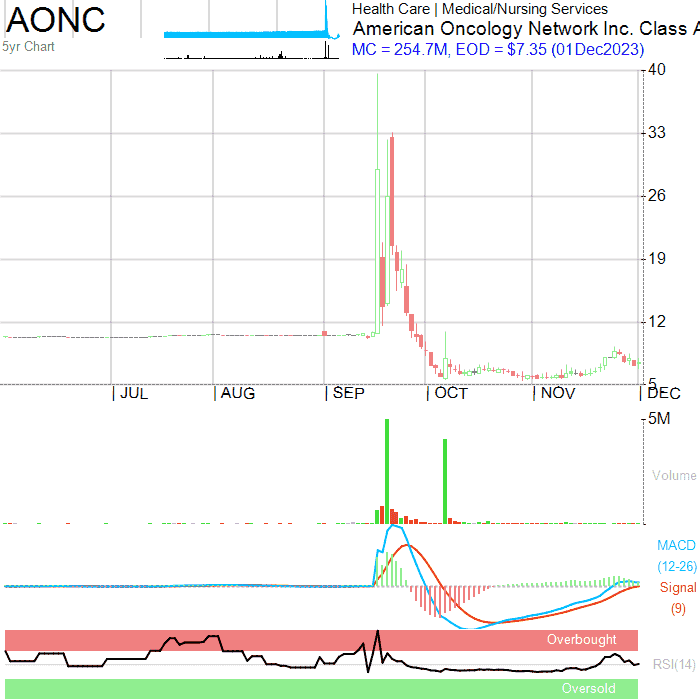 AONC
5yr Chart
Health Care | Medical/Nursing Services
American Oncology Network Inc. Class A
MC = 254.7M, EOD = $7.35 (01Dec2023)
40
33
26
19
12
5
JUL
AUG
SEP
OCT
NOV
DEC
5M
Volume
MACD
(12-26)
Signal
(9)
Overbought
RSI(14)
Oversold